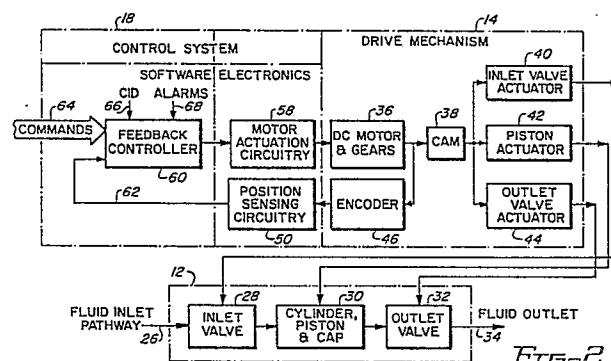 18
14
CONTROL SYSTEM
DRIVE MECHANISM
40
SOFTWARE
ELECTRONICS
INLET VALVE
ACTUATOR
64
CID
ALARMS
66
68
58
36
38
42
COMMANDS
FEEDBACK
CONTROLLER
MOTOR
ACTUATION
CIRCUITRY
DC MOTOR
& GEARS
CAM
PISTON
ACTUATOR
60
62
POSITION
SENSING
CIRCUITRY
ENCODER
OUTLET
VALVE
ACTUATOR
50
46
44
12
28
30
32
FLUID INLET
PATHWAY
INLET
VALVE
CYLINDER,
PISTON
& CAP
OUTLET
VALVE
FLUID OUTLET
26
34
FIG. 2